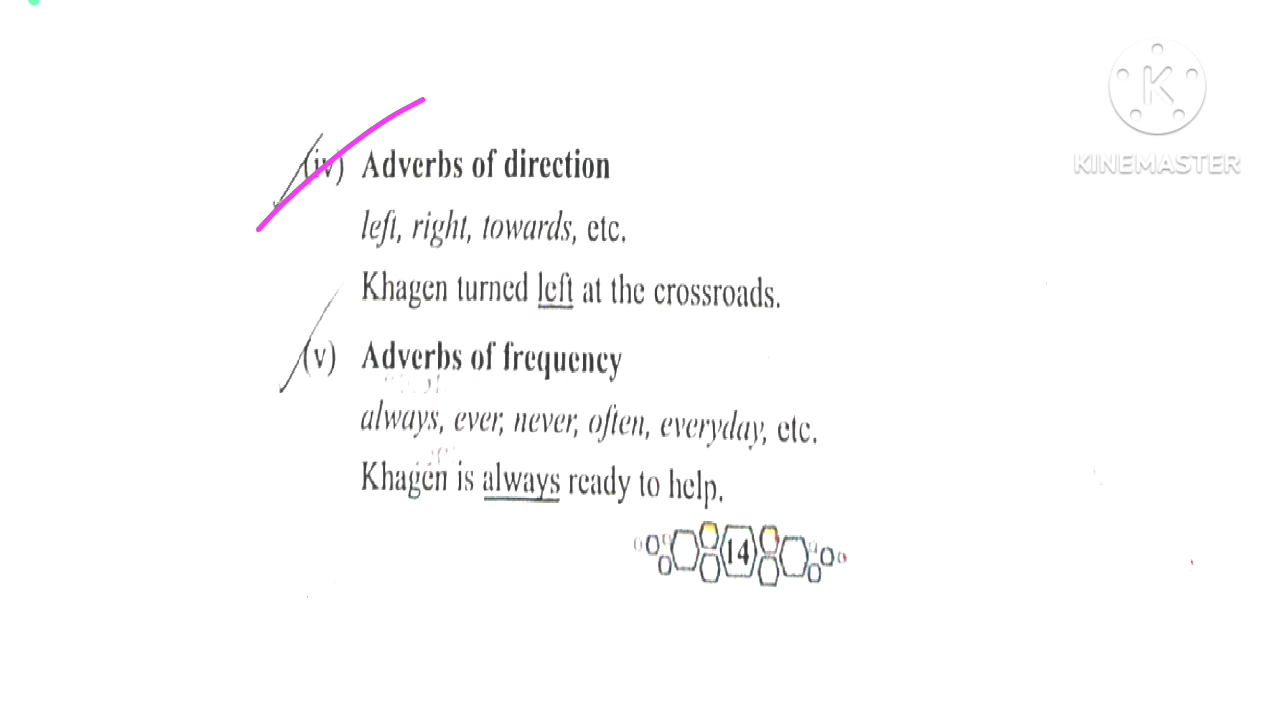 KINEMASTER
(iv) Adverbs of direction
left, right, towards, etc.
Khagen turned left at the crossroads.
(v) Adverbs of frequency
always, ever, never, often, everyday, etc.
Khagen is always ready to help.
14